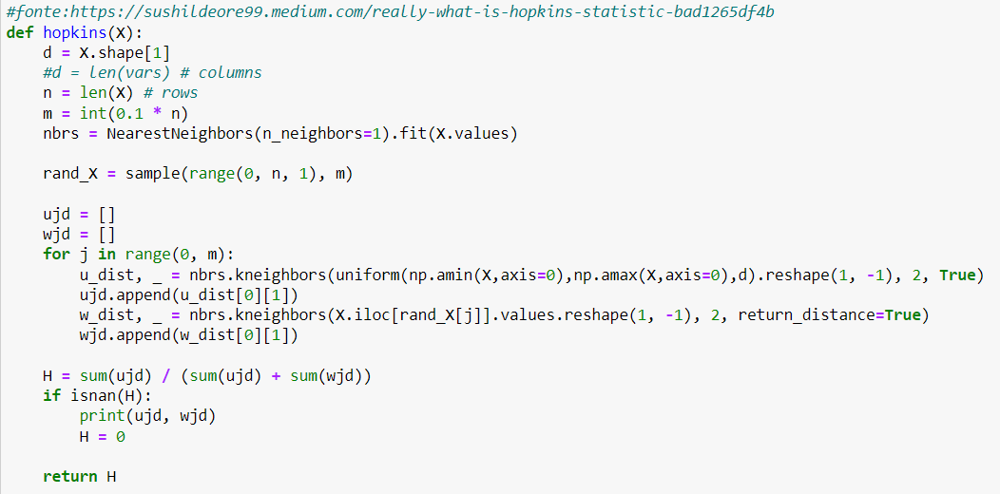 #fonte:https://sushildeore99.medium.com/really-what-is-hopkins-statistic-bad1265df4b
def hopkins(X):
    d = X.shape[1]
    #d = len(vars) # columns
    n = len(X) # rows
    m = int(0.1 * n)
    nbrs = NearestNeighbors(n_neighbors=1).fit(X.values)

    rand_X = sample(range(0, n, 1), m)

    ujd = []
    wjd = []
    for j in range(0, m):
        u_dist, _ = nbrs.kneighbors(uniform(np.amin(X,axis=0),np.amax(X,axis=0),d).reshape(1, -1), 2, True)
        ujd.append(u_dist[0][1])
        w_dist, _ = nbrs.kneighbors(X.iloc[rand_X[j]].values.reshape(1, -1), 2, return_distance=True)
        wjd.append(w_dist[0][1])

    H = sum(ujd) / (sum(ujd) + sum(wjd))
    if isnan(H):
        print(ujd, wjd)
        H = 0

    return H